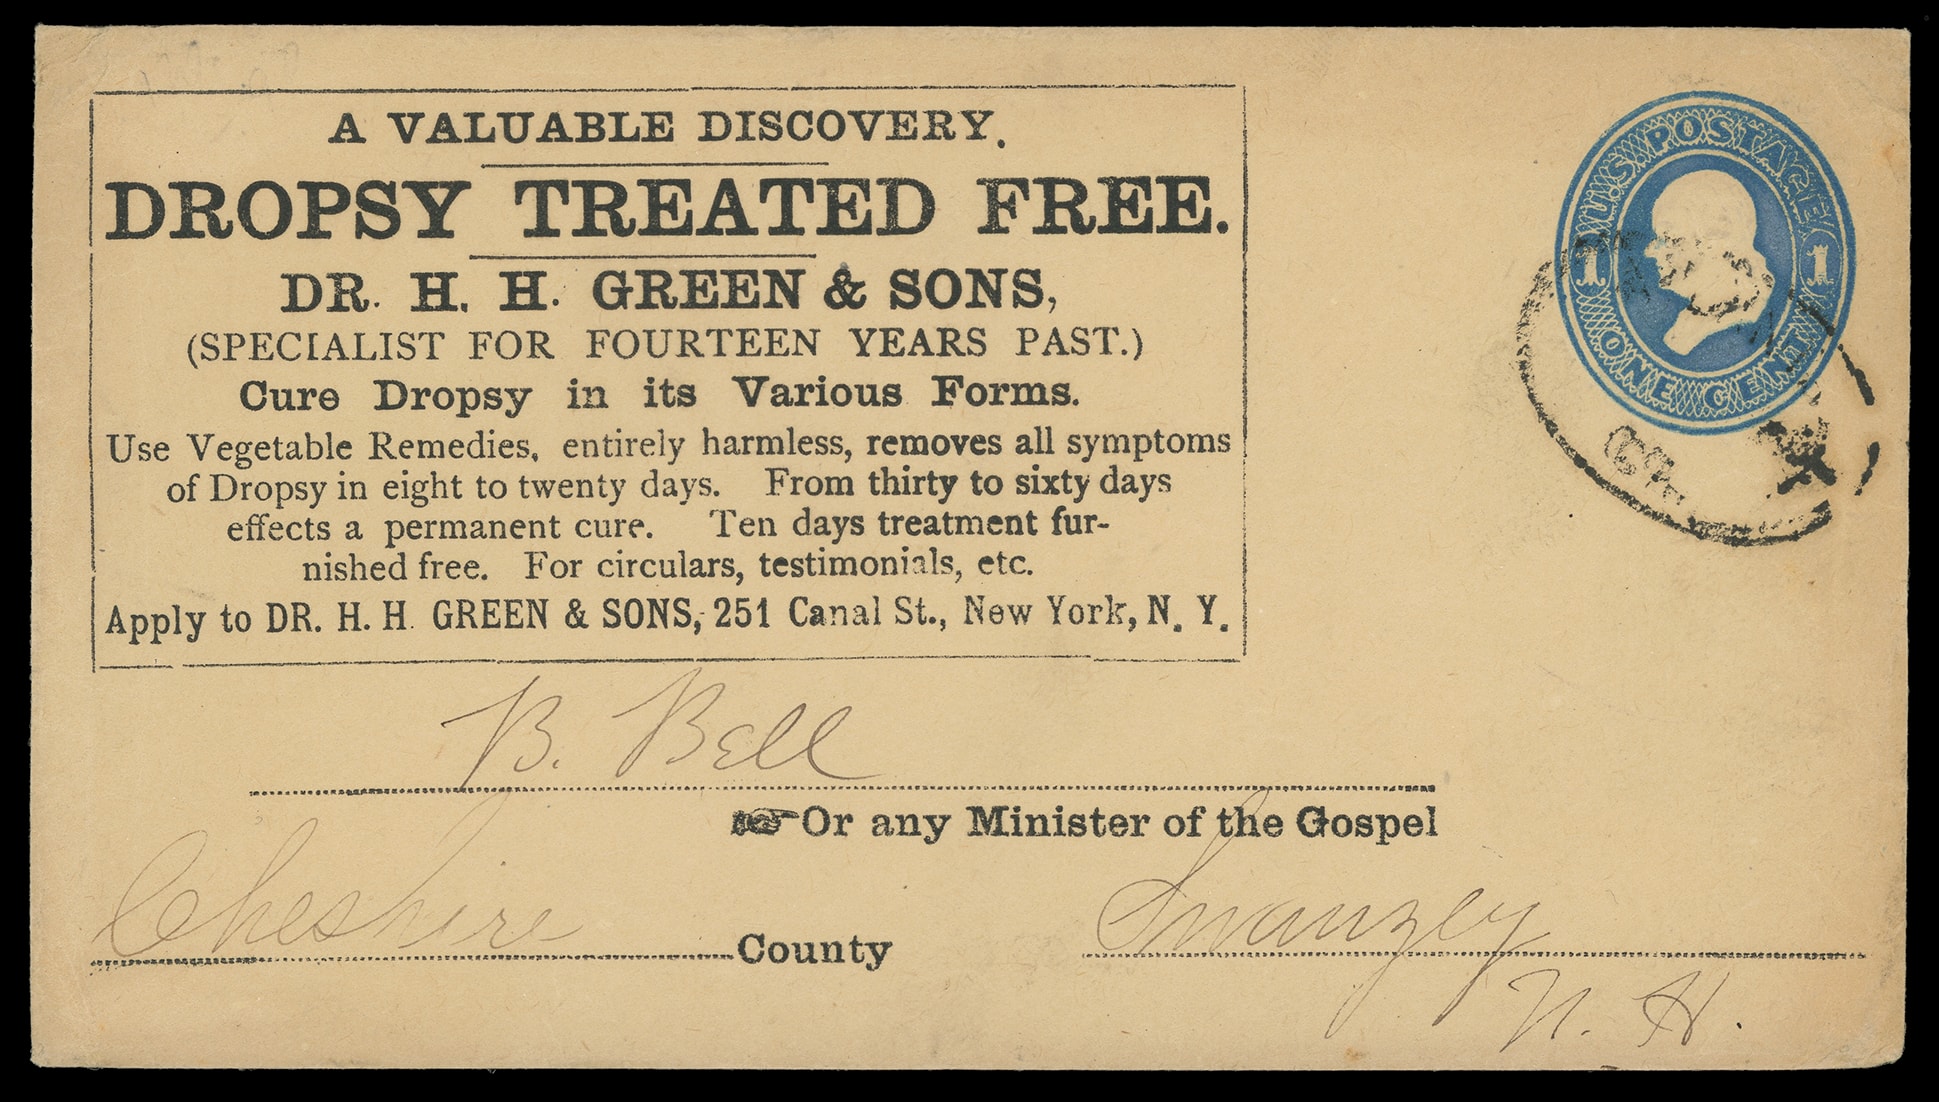 A VALUABLE DISCOVERY.
DROPSY TREATED FREE.
DR. H. H. GREEN & SONS,
(SPECIALIST FOR FOURTEEN YEARS PAST.)
Cure Dropsy in its Various Forms.
Use Vegetable Remedies, entirely harmless, removes all symptoms
of Dropsy in eight to twenty days. From thirty to sixty days
effects a permanent cure. Ten days treatment fur-
nished free. For circulars, testimonials, etc.
Apply to DR. H. H. GREEN & SONS, 251 Canal St., New York, N. Y.
U.S. POSTAGE
1 1
ONE CENT
B. Bell
☞Or any Minister of the Gospel
Cheshire County
Swanzey
N. H.